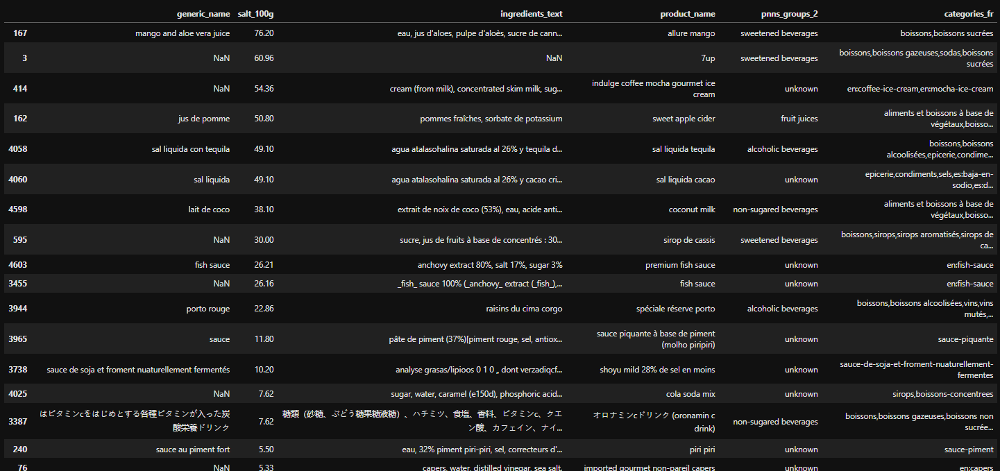 generic_name salt_100g ingredients_text product_name pnns_groups_2 categories_fr
167 mango and aloe vera juice 76.20 eau, jus d'aloes, pulpe d'aloès, sucre de cann... allure mango sweetened beverages boissons,boissons sucrées
3 NaN 60.96 NaN 7up sweetened beverages boissons,boissons gazeuses,sodas,boissons
sucrées
414 NaN 54.36 cream (from milk), concentrated skim milk, sug... indulge coffee mocha gourmet ice
cream unknown en:coffee-ice-cream,en:mocha-ice-cream
162 jus de pomme 50.80 pommes fraîches, sorbate de potassium sweet apple cider fruit juices aliments et boissons à base de
végétaux,boisso...
4058 sal liquida con tequila 49.10 agua atalasohalina saturada al 26% y tequila d... sal liquida tequila alcoholic beverages boissons,boissons
alcoolisées,epicerie,condime...
4060 sal liquida 49.10 agua atalasohalina saturada al 26% y cacao cri... sal liquida cacao unknown epicerie,condiments,sels,es:baja-en-
sodio,es:d...
4598 lait de coco 38.10 extrait de noix de coco (53%), eau, acide anti... coconut milk non-sugared beverages aliments et boissons à base de
végétaux,boisso...
595 NaN 30.00 sucre, jus de fruits à base de concentrés : 30... sirop de cassis sweetened beverages boissons,sirops,sirops aromatisés,sirops de
ca...
4603 fish sauce 26.21 anchovy extract 80%, salt 17%, sugar 3% premium fish sauce unknown en:fish-sauce
3455 NaN 26.16 _fish_ sauce 100% (_anchovy_ extract (_fish_),... fish sauce unknown en:fish-sauce
3944 porto rouge 22.86 raisins du cima corgo spéciale réserve porto alcoholic beverages boissons,boissons alcoolisées,vins,vins
mutés,...
3965 sauce 11.80 pâte de piment (37%)[piment rouge, sel, antiox... sauce piquante à base de piment
(molho piripiri) unknown sauce-piquante
3738 sauce de soja et froment nuaturellement fermentés 10.20 analyse grasas/lipioos 0 1 0 „ dont verzadiqcf... shoyu mild 28% de sel en moins unknown sauce-de-soja-et-froment-nuaturellement-
fermentes
4025 NaN 7.62 sugar, water, caramel (e150d), phosphoric acid... cola soda mix unknown sirops,boissons-concentrees
3387 はビタミンcをはじめとする各種ビタミンが入った炭
酸栄養ドリンク 7.62 糖類（砂糖、ぶどう糖果糖液糖）、ハチミツ、食塩、香料、ビタミンc、クエ
ン酸、カフェイン、ナイ... オロナミンcドリンク (oronamin c
drink) non-sugared beverages boissons,boissons gazeuses,boissons non
sucrée...
240 sauce au piment fort 5.50 eau, 32% piment piri-piri, sel, correcteurs d'... piri piri unknown sauce-piment
76 NaN 5.33 capers, water, distilled vinegar, sea salt. imported gourmet non-pareil capers unknown en:capers